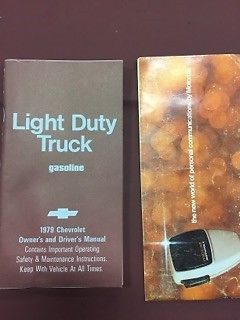 Light Duty
Truck
gasoline
1979 Chevrolet
Owner's and Driver's Manual
Contains Important Operating
Safety & Maintenance Instructions.
Keep With Vehicle At All Times.
the new world of personal communications by Motorola